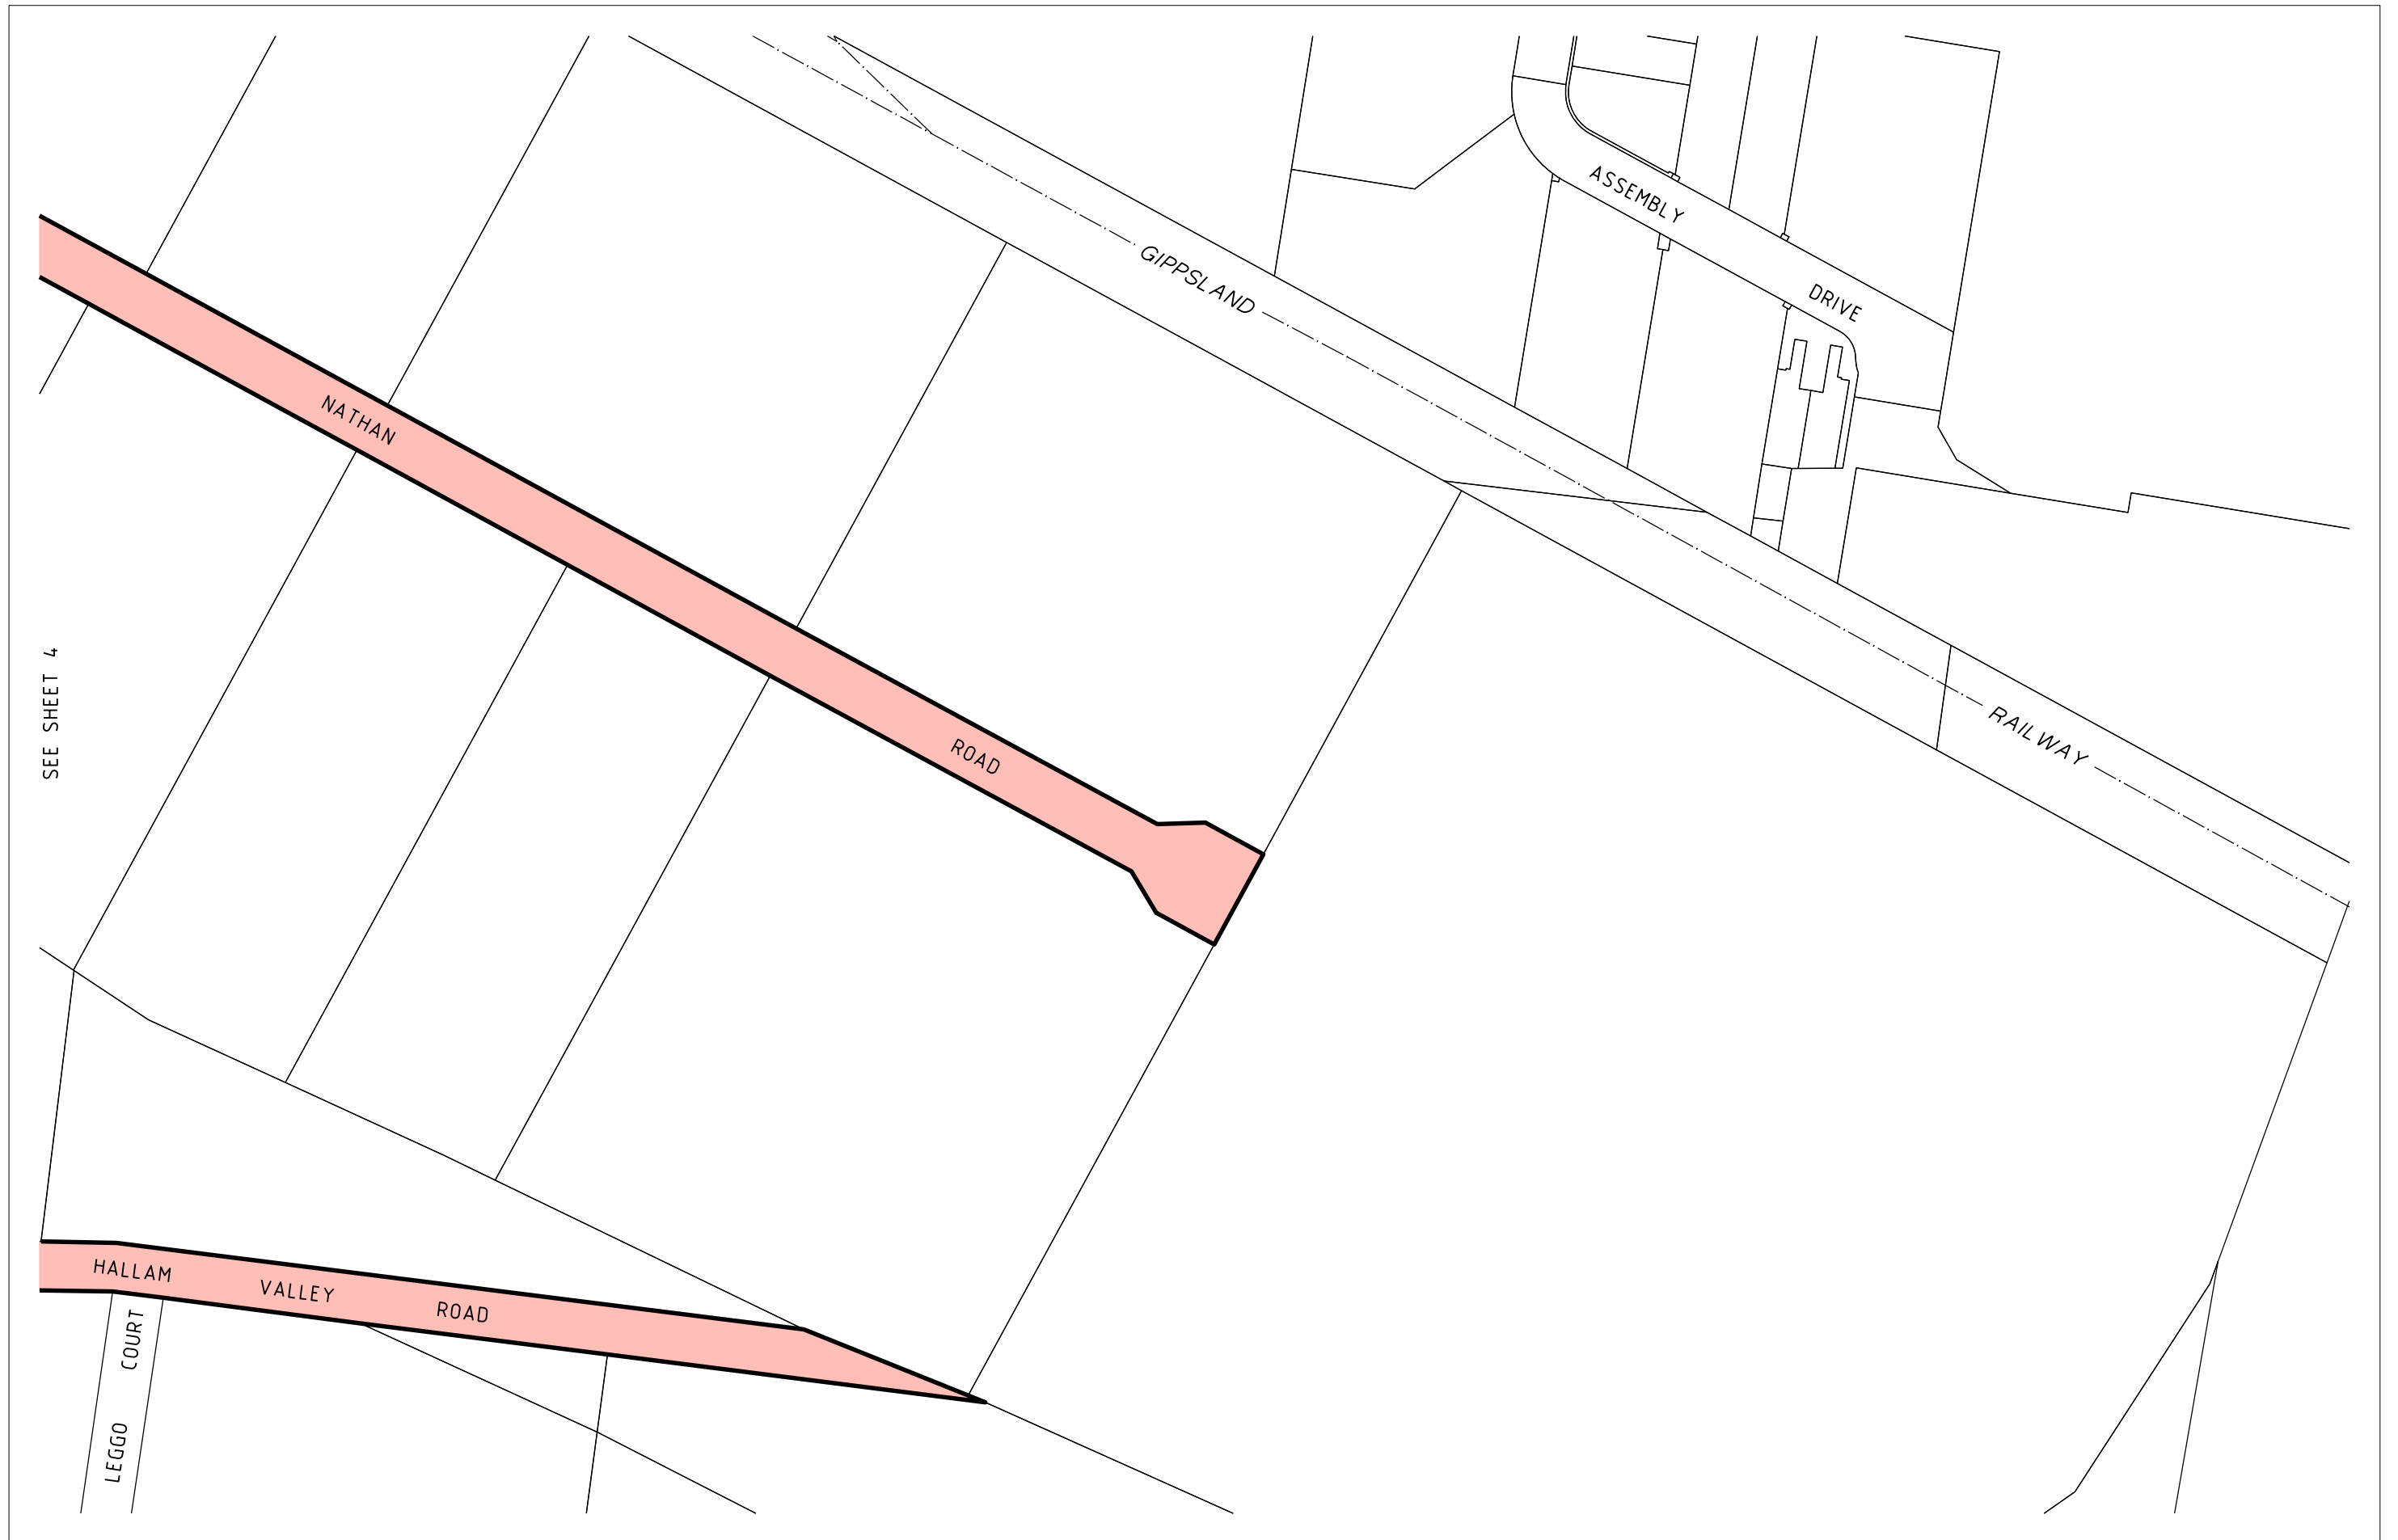 ASSEMBLY
DRIVE
GIPPSLAND
RAILWAY
NATHAN
ROAD
SEE SHEET 4
HALLAM VALLEY ROAD
LEGGO COURT